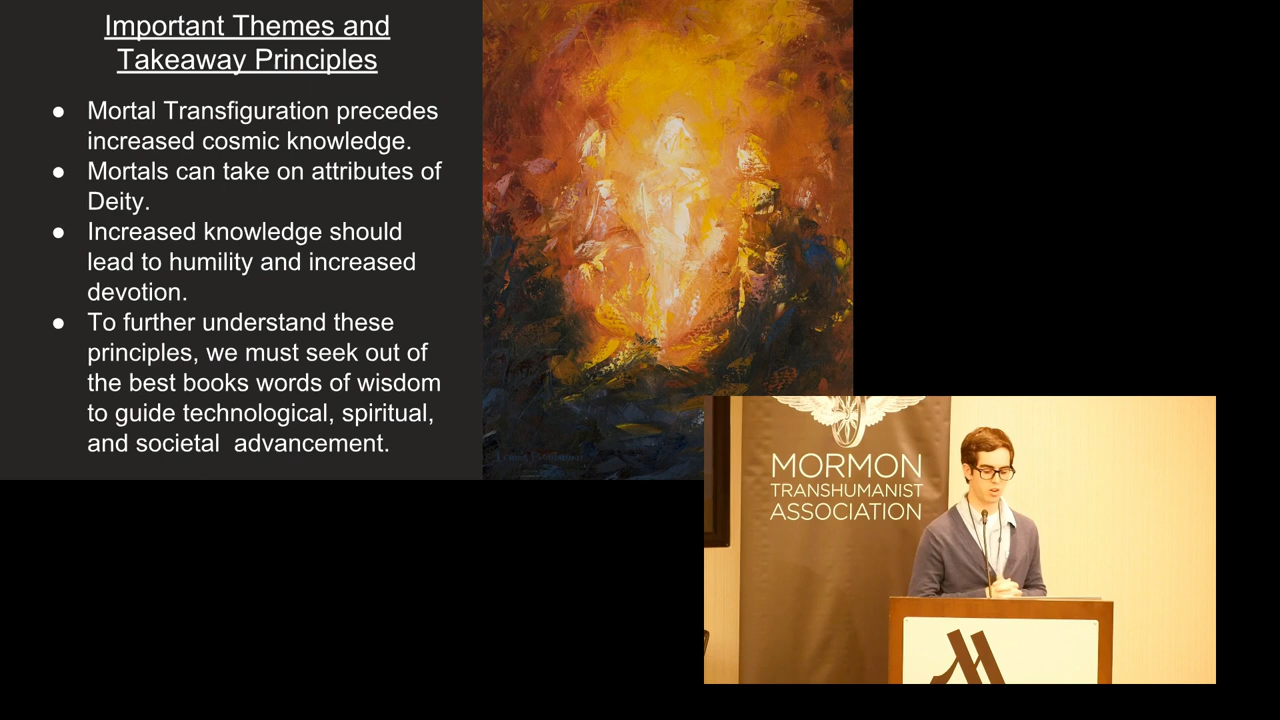 Important Themes and
Takeaway Principles
● Mortal Transfiguration precedes
increased cosmic knowledge.
● Mortals can take on attributes of
Deity.
● Increased knowledge should
lead to humility and increased
devotion.
● To further understand these
principles, we must seek out of
the best books words of wisdom
to guide technological, spiritual,
and societal  advancement.
MORMON
TRANSHUMANIST
ASSOCIATION